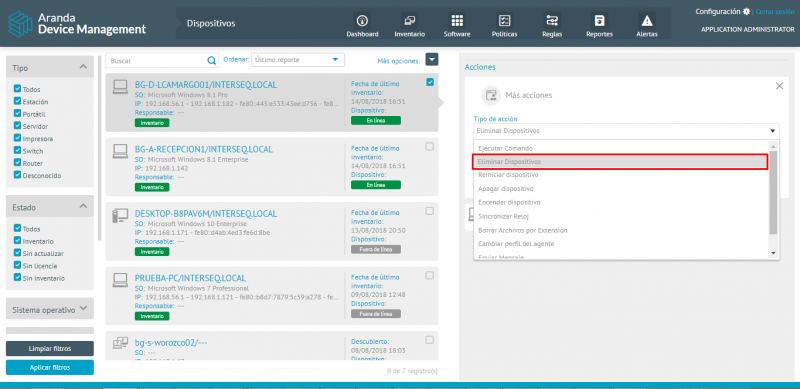 Aranda
Device Management
Dispositivos
Dashboard
Inventario
Software
Políticas
Reglas
Reportes
Alertas
Configuración | Cerrar sesión
APPLICATION ADMINISTRATOR
Tipo
Todos
Estación
Portátil
Servidor
Impresora
Switch
Router
Desconocido
Estado
Todos
Inventario
Sin actualizar
Sin licencia
Sin inventario
Sistema operativo
Limpiar filtros
Aplicar filtros
Buscar
Ordenar: Último reporte
Más opciones:
BG-D-LCAMARGO01/INTERSEQ.LOCAL
SO: Microsoft Windows 8.1 Pro
IP: 192.168.56.1 - 192.168.1.182 - fe80::445:e533:45ee:d756 - fe8...
Responsable: ---
Inventario
Fecha de último
inventario:
14/08/2018 16:51
Dispositivo:
En línea
BG-A-RECEPCION1/INTERSEQ.LOCAL
SO: Microsoft Windows 8.1 Enterprise
IP: 192.168.1.142
Responsable: ---
Inventario
Fecha de último
inventario:
14/08/2018 16:51
Dispositivo:
En línea
DESKTOP-B8PAV6M/INTERSEQ.LOCAL
SO: Microsoft Windows 10 Enterprise
IP: 192.168.1.171 - fe80::d4ab:4ed3:fe6d:8be
Responsable: ---
Inventario
Fecha de último
inventario:
13/08/2018 20:50
Dispositivo:
Fuera de línea
PRUEBA-PC/INTERSEQ.LOCAL
SO: Microsoft Windows 7 Professional
IP: 192.168.56.1 - 192.168.1.121 - fe80::b8d7:7879:5c59:a278 - fe...
Responsable: ---
Inventario
Fecha de último
inventario:
09/08/2018 12:48
Dispositivo:
Fuera de línea
bg-s-worozco02/---
SO: ---
Descubierto:
08/08/2018 18:03
Dispositivo:
0 de 7 registro(s)
Acciones
Más acciones
Tipo de acción
Eliminar Dispositivos
Ejecutar Comando
Eliminar Dispositivos
Reiniciar dispositivo
Apagar dispositivo
Encender dispositivo
Sincronizar Reloj
Borrar Archivos por Extensión
Cambiar perfil del agente
Enviar Mensaje